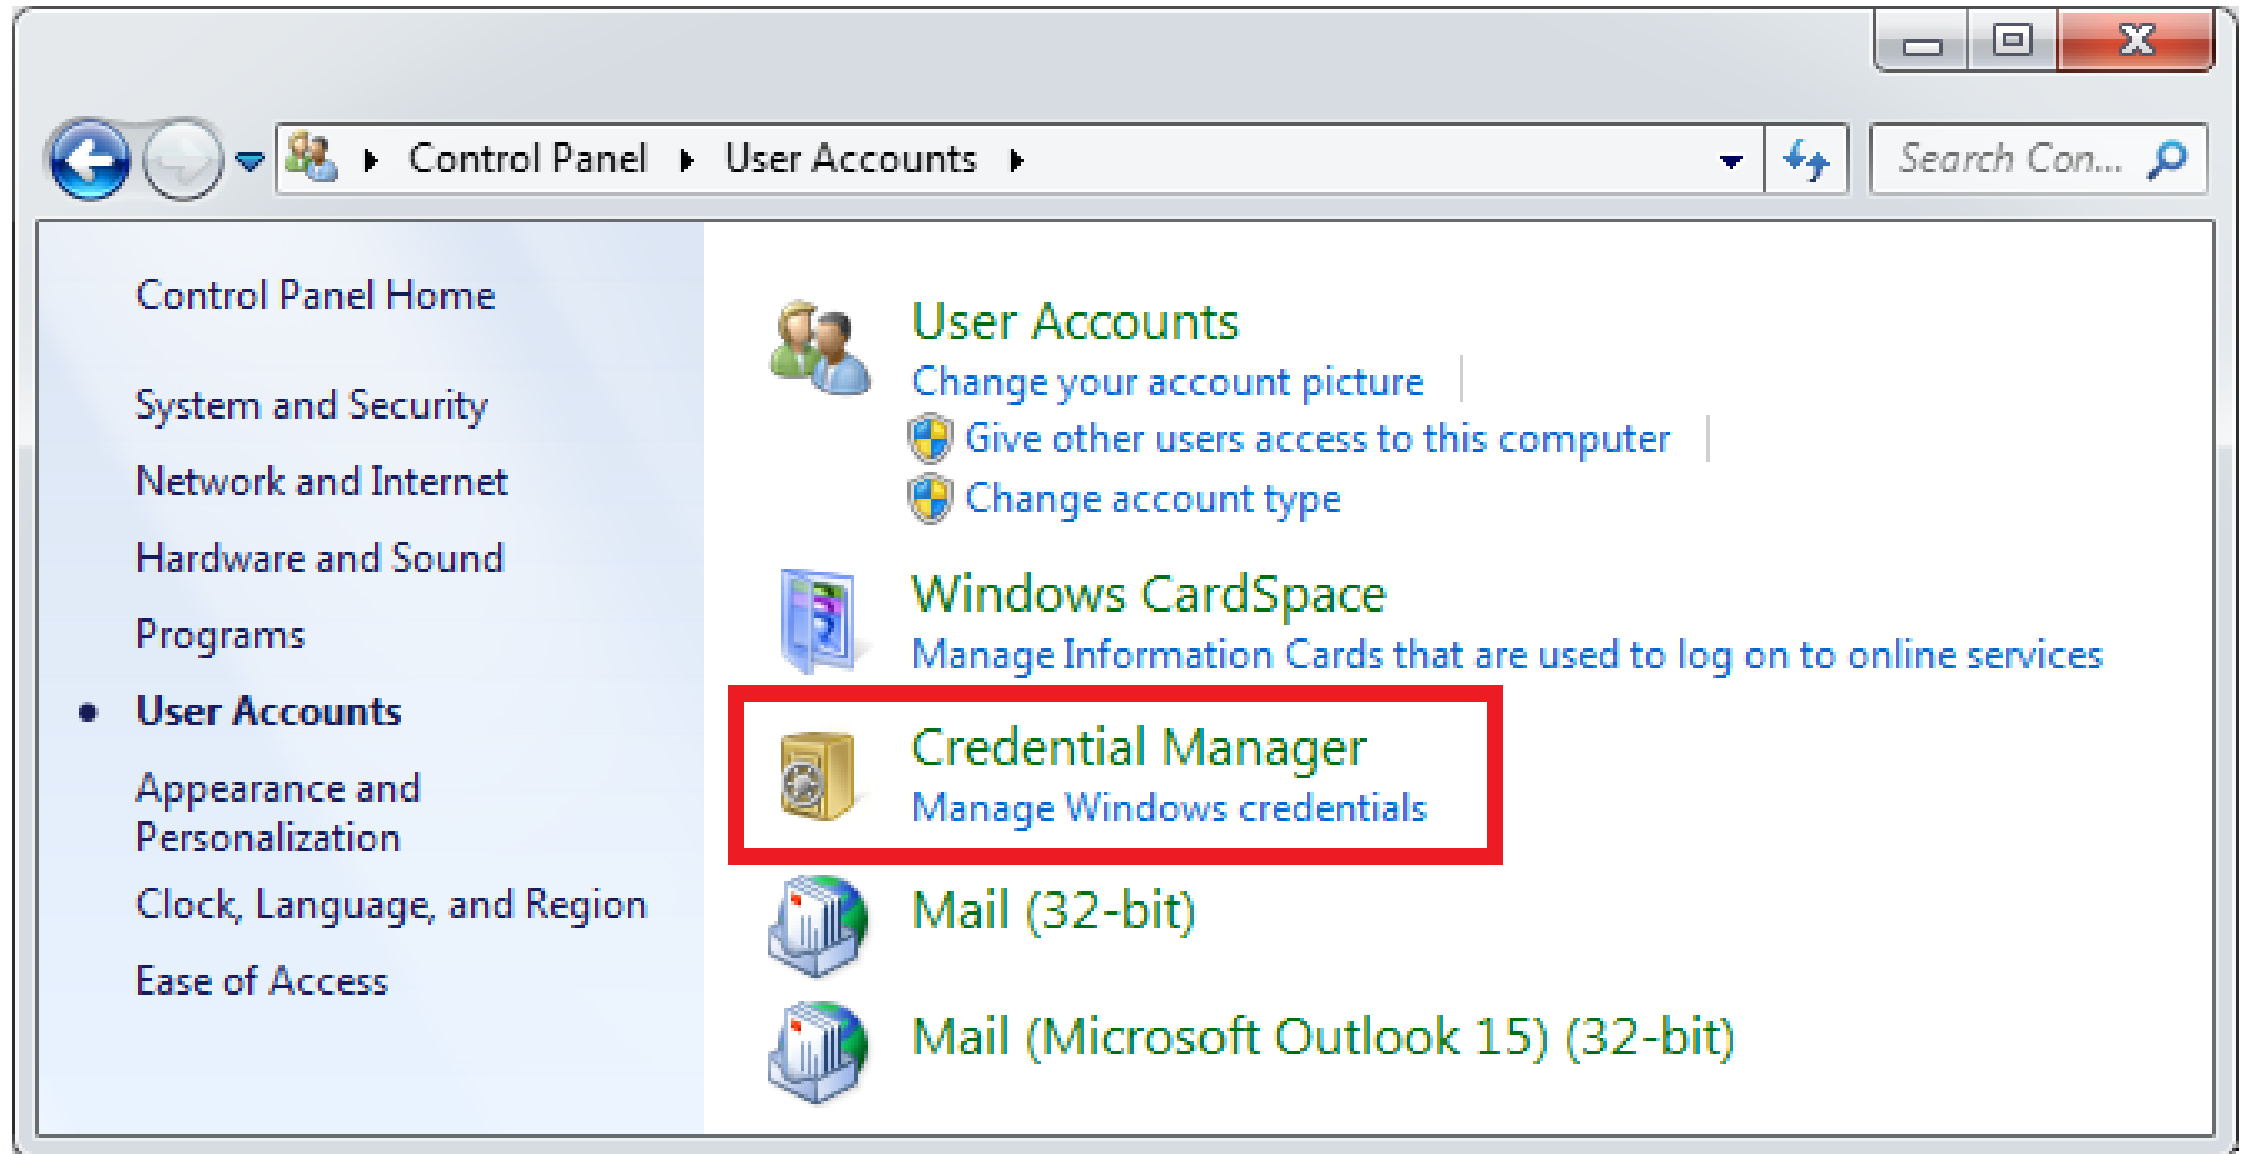 Control Panel User Accounts
Search Con...
Control Panel Home
System and Security
Network and Internet
Hardware and Sound
Programs
User Accounts
Appearance and
Personalization
Clock, Language, and Region
Ease of Access
User Accounts
Change your account picture
Give other users access to this computer
Change account type
Windows CardSpace
Manage Information Cards that are used to log on to online services
Credential Manager
Manage Windows credentials
Mail (32-bit)
Mail (Microsoft Outlook 15) (32-bit)